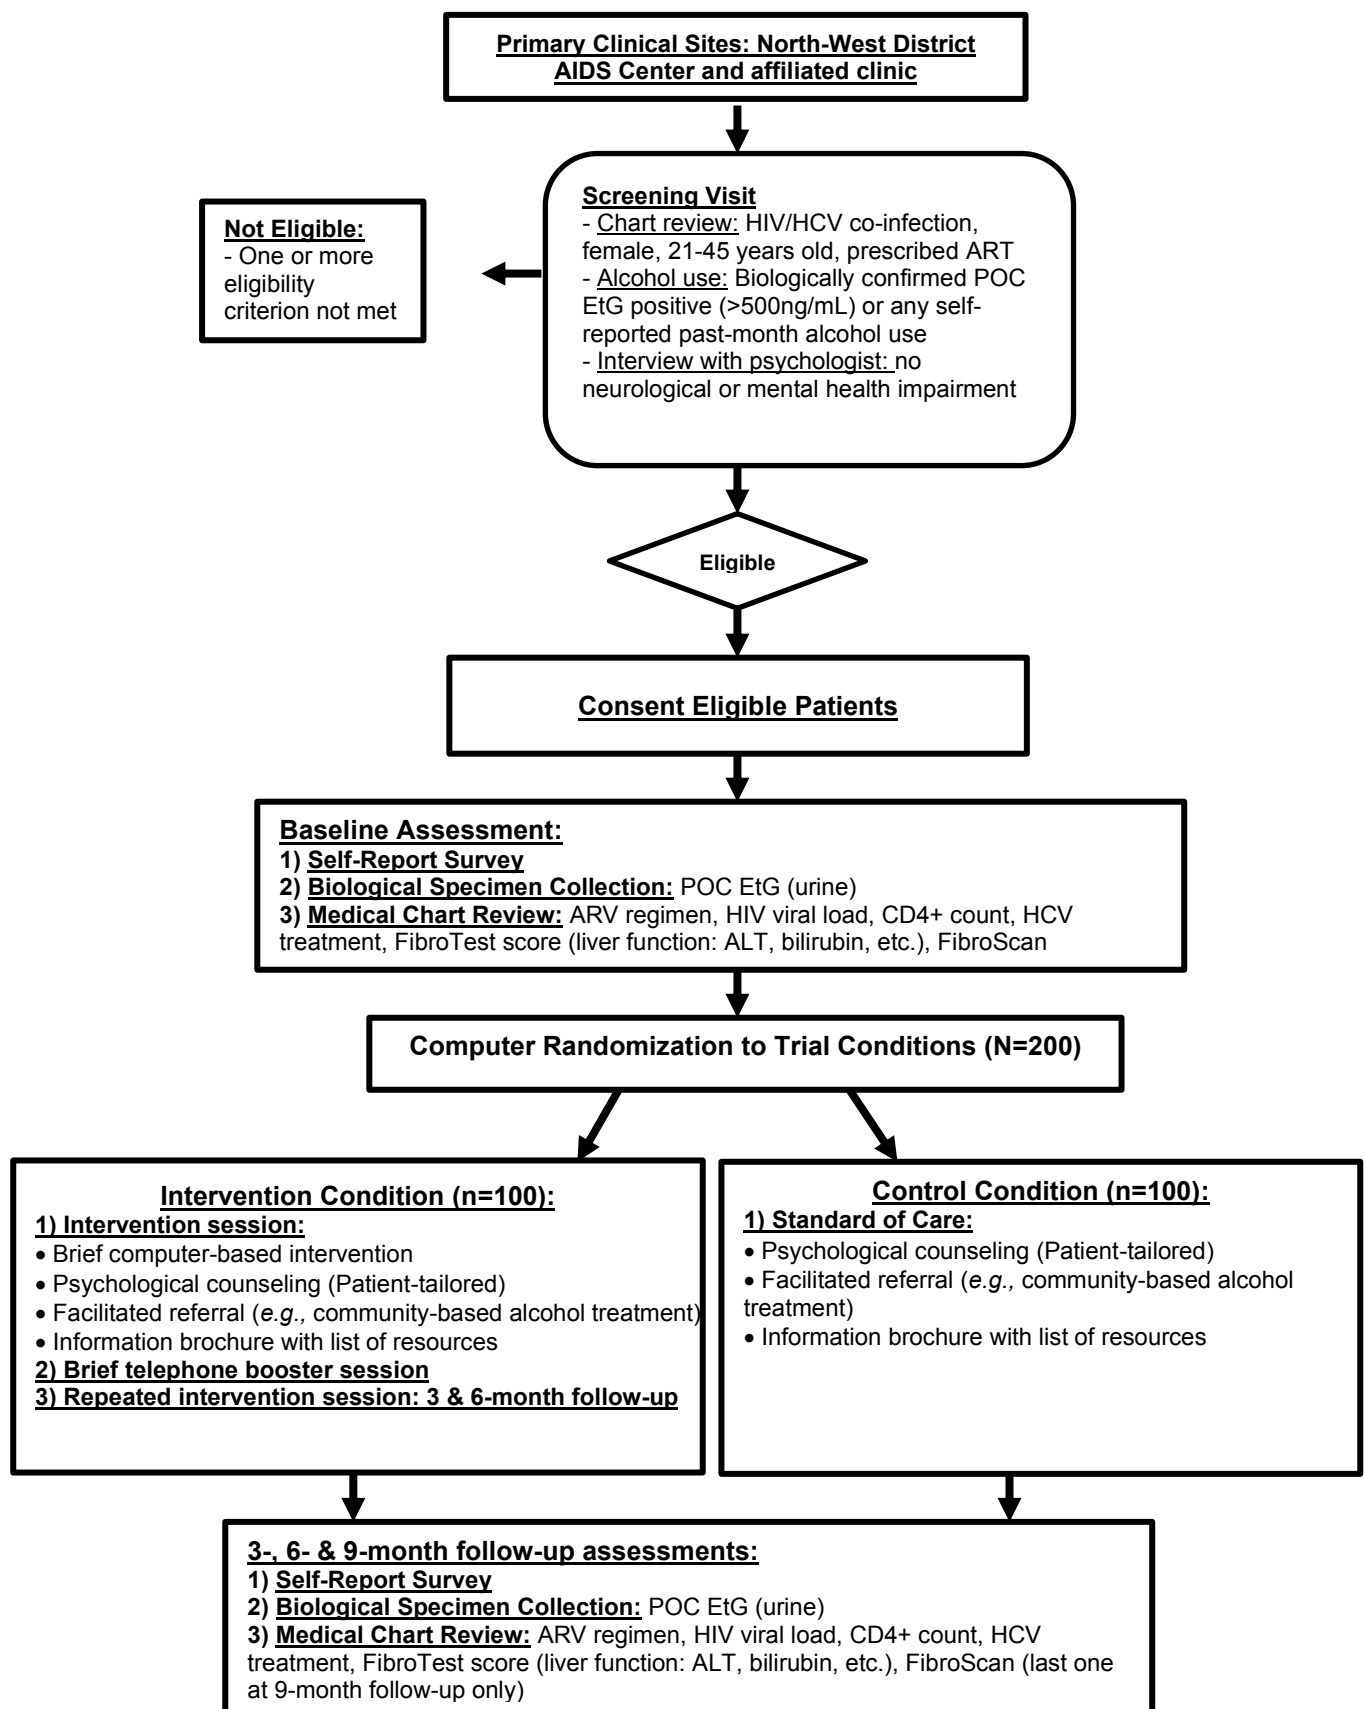 Primary Clinical Sites: North-West District
AIDS Center and affiliated clinic
Screening Visit
- Chart review: HIV/HCV co-infection,
female, 21-45 years old, prescribed ART
- Alcohol use: Biologically confirmed POC
EtG positive (>500ng/mL) or any self-
reported past-month alcohol use
- Interview with psychologist: no
neurological or mental health impairment
Not Eligible:
- One or more
eligibility
criterion not met
Eligible
Consent Eligible Patients
Baseline Assessment:
1) Self-Report Survey
2) Biological Specimen Collection: POC EtG (urine)
3) Medical Chart Review: ARV regimen, HIV viral load, CD4+ count, HCV
treatment, FibroTest score (liver function: ALT, bilirubin, etc.), FibroScan
Computer Randomization to Trial Conditions (N=200)
Intervention Condition (n=100):
1) Intervention session:
• Brief computer-based intervention
• Psychological counseling (Patient-tailored)
• Facilitated referral (e.g., community-based alcohol treatment)
• Information brochure with list of resources
2) Brief telephone booster session
3) Repeated intervention session: 3 & 6-month follow-up
Control Condition (n=100):
1) Standard of Care:
• Psychological counseling (Patient-tailored)
• Facilitated referral (e.g., community-based alcohol
treatment)
• Information brochure with list of resources
3-, 6- & 9-month follow-up assessments:
1) Self-Report Survey
2) Biological Specimen Collection: POC EtG (urine)
3) Medical Chart Review: ARV regimen, HIV viral load, CD4+ count, HCV
treatment, FibroTest score (liver function: ALT, bilirubin, etc.), FibroScan (last one
at 9-month follow-up only)